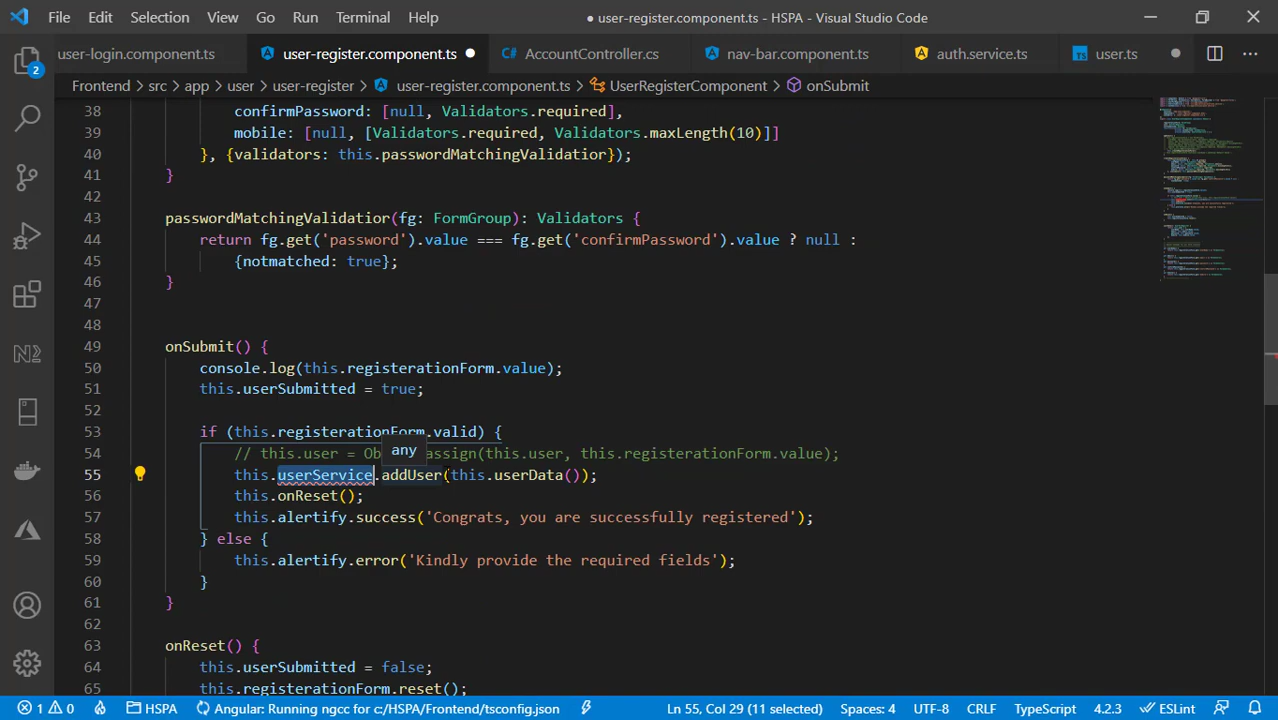 File Edit Selection View Go Run Terminal Help ● user-register.component.ts - HSPA - Visual Studio Code
user-login.component.ts user-register.component.ts ● C# AccountController.cs nav-bar.component.ts auth.service.ts TS user.ts ●
Frontend > src > app > user > user-register > user-register.component.ts > UserRegisterComponent > onSubmit
2
38 confirmPassword: [null, Validators.required],
39 mobile: [null, [Validators.required, Validators.maxLength(10)]]
40 }, {validators: this.passwordMatchingValidatior});
41 }
42
43 passwordMatchingValidatior(fg: FormGroup): Validators {
44 return fg.get('password').value === fg.get('confirmPassword').value ? null :
45 {notmatched: true};
46 }
47
48
49 onSubmit() {
50 console.log(this.registerationForm.value);
51 this.userSubmitted = true;
52
53 if (this.registerationForm.valid) {
any
54 // this.user = Ob assign(this.user, this.registerationForm.value);
55 this.userService.addUser(this.userData());
56 this.onReset();
57 this.alertify.success('Congrats, you are successfully registered');
58 } else {
59 this.alertify.error('Kindly provide the required fields');
60 }
61 }
62
63 onReset() {
64 this.userSubmitted = false;
65 this.registerationForm.reset();
1 0 HSPA Angular: Running ngcc for c:/HSPA/Frontend/tsconfig.json Ln 55, Col 29 (11 selected) Spaces: 4 UTF-8 CRLF TypeScript 4.2.3 ESLint